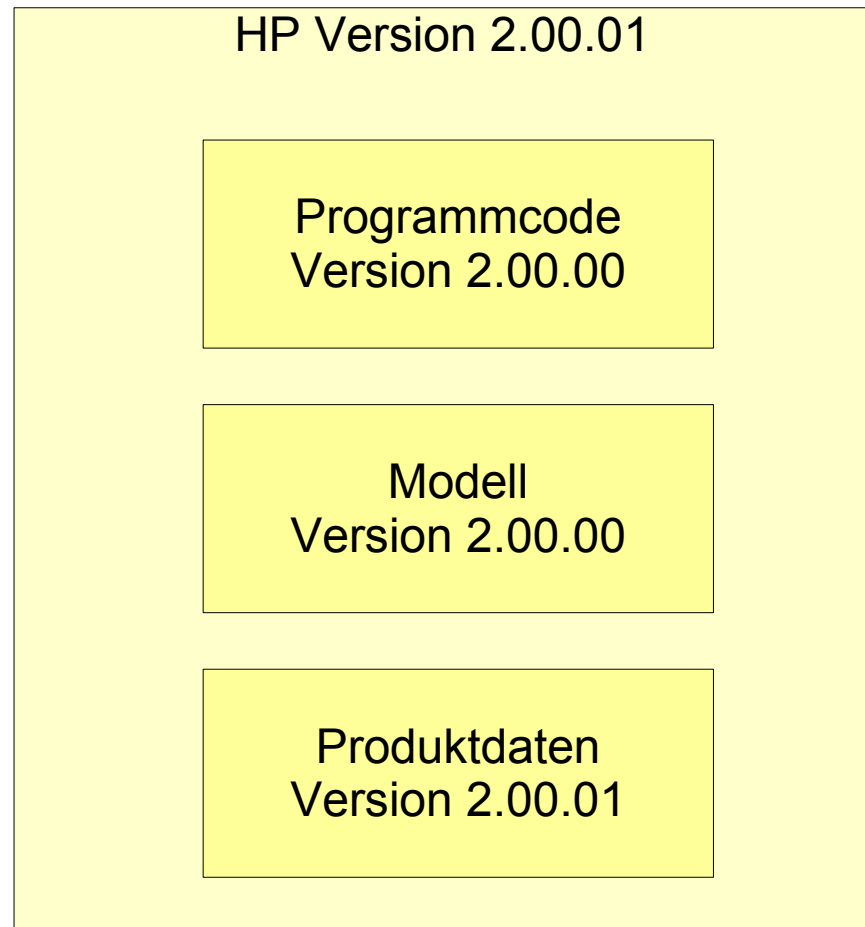 HP Version 2.00.01
Programmcode
Version 2.00.00
Modell
Version 2.00.00
Produktdaten
Version 2.00.01